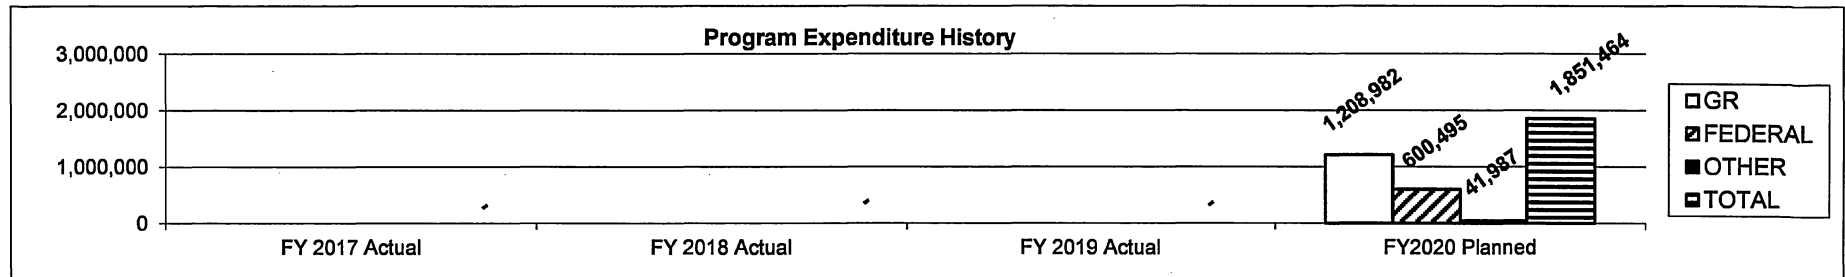 Program Expenditure History
3,000,000
2,000,000
1,000,000
0
1,208,982
600,495
41,987
1,851,464
FY 2017 Actual
FY 2018 Actual
FY 2019 Actual
FY2020 Planned
GR
FEDERAL
OTHER
TOTAL